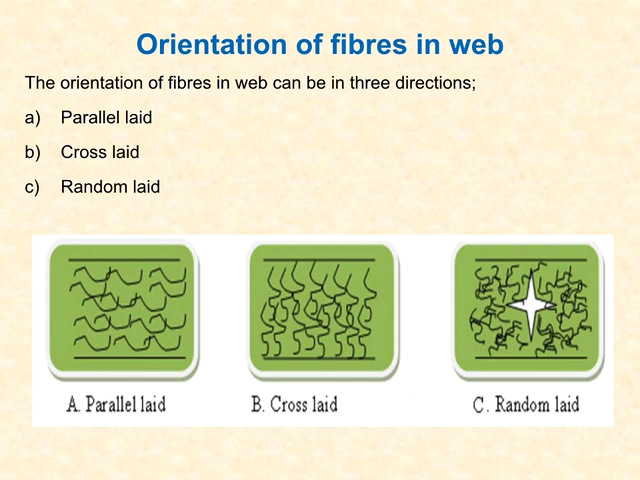 Orientation of fibres in web
The orientation of fibres in web can be in three directions;
a) Parallel laid
b) Cross laid
c) Random laid
A. Parallel laid
B. Cross laid
C. Random laid